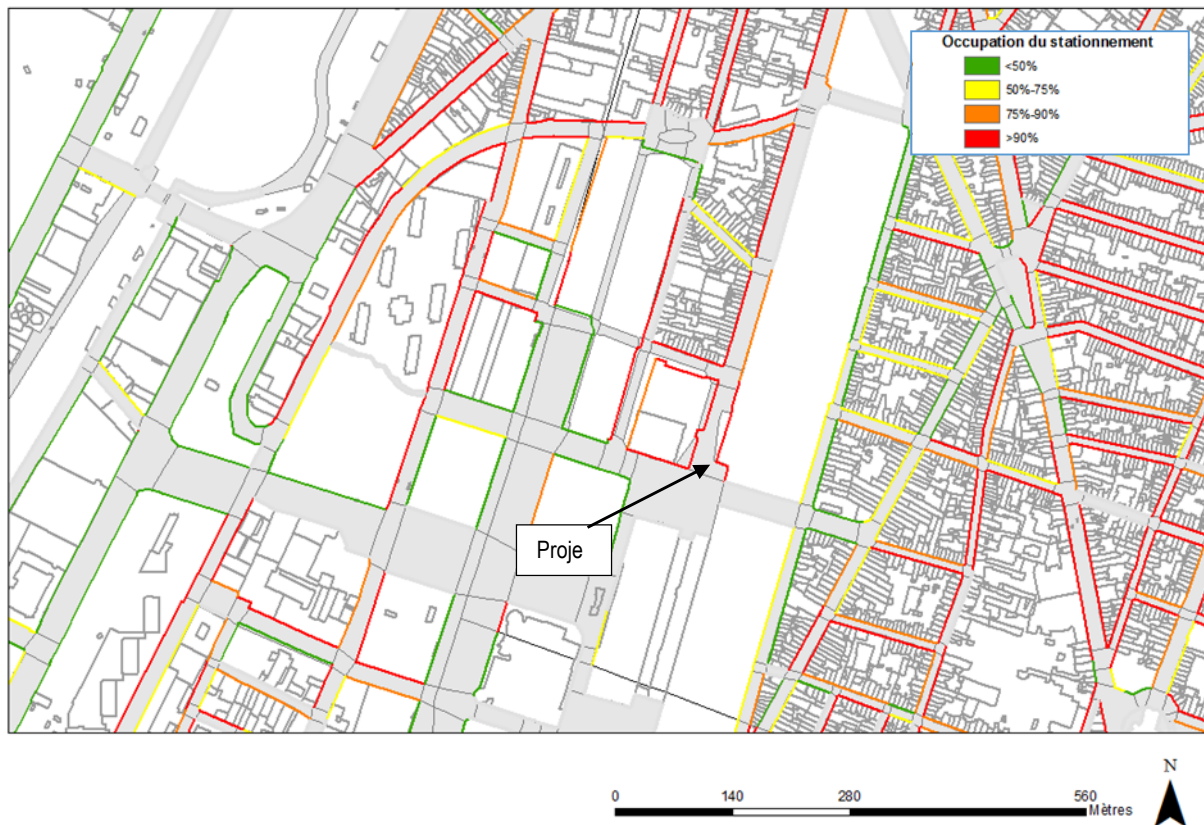 Occupation du stationnement
<50%
50%-75%
75%-90%
>90%
Proje
N
0 140 280 560
Mètres